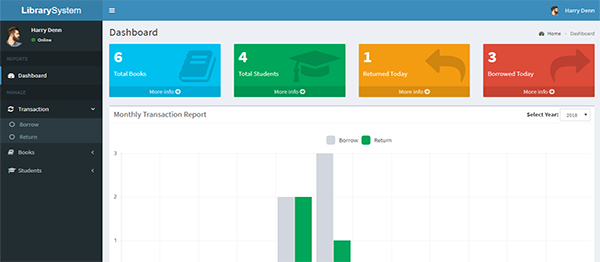 LibrarySystem
Harry Denn
Harry Denn
Online
REPORTS
Dashboard
MANAGE
Transaction
Borrow
Return
Books
Students
Dashboard
Home > Dashboard
6
Total Books
More info
4
Total Students
More info
1
Returned Today
More info
3
Borrowed Today
More info
Monthly Transaction Report
Select Year: 2018
Borrow Return
3
2
1